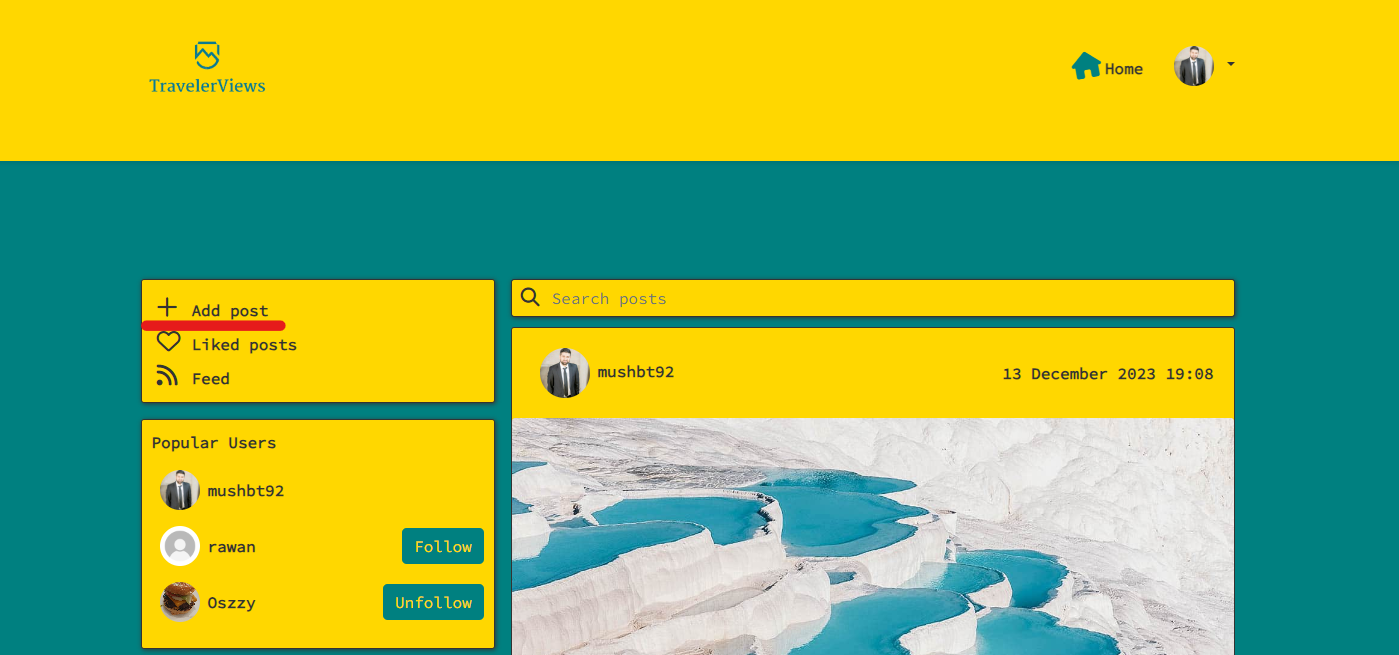 TravelerViews
Home
Add post
Liked posts
Feed
Popular Users
mushbt92
rawan
Follow
Oszzy
Unfollow
Search posts
mushbt92
13 December 2023 19:08